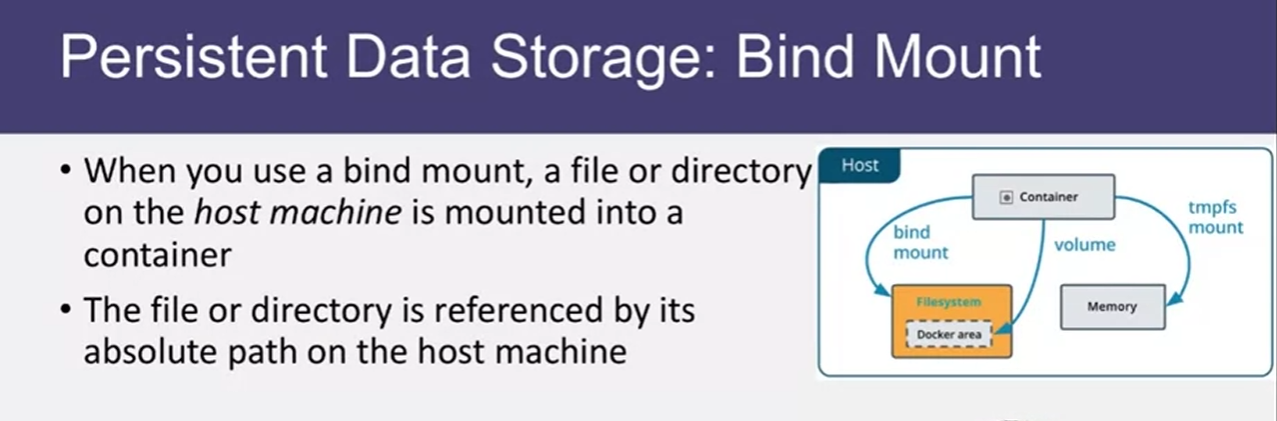 Persistent Data Storage: Bind Mount
• When you use a bind mount, a file or directory
on the host machine is mounted into a
container
• The file or directory is referenced by its
absolute path on the host machine
Host
Container
bind
mount
volume
tmpfs
mount
Filesystem
Docker area
Memory